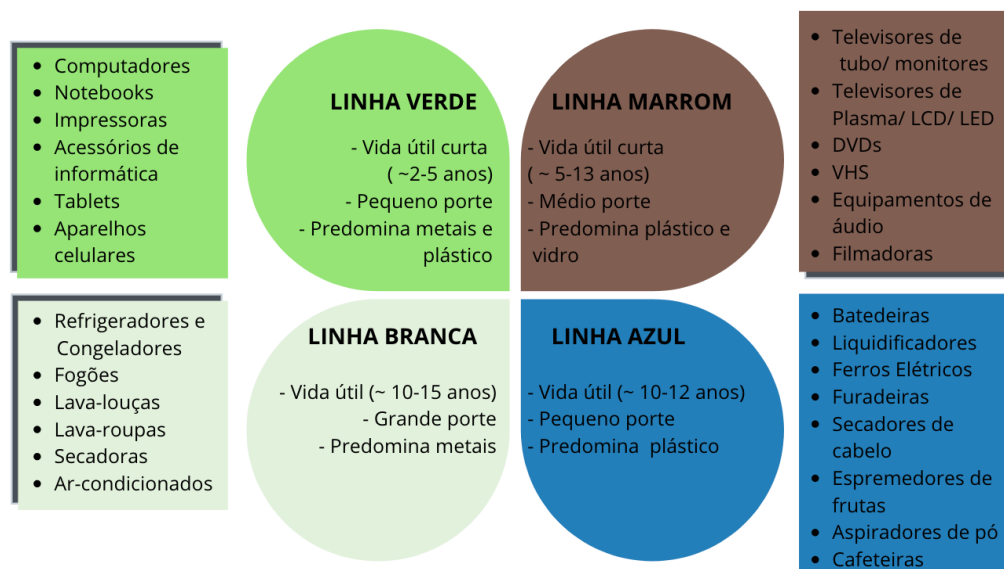 • Computadores
• Notebooks
• Impressoras
• Acessórios de
informática
• Tablets
• Aparelhos
celulares
LINHA VERDE
- Vida útil curta
( ~2-5 anos)
- Pequeno porte
- Predomina metais e
plástico
LINHA MARROM
- Vida útil curta
( ~ 5-13 anos)
- Médio porte
- Predomina plástico e
vidro
• Televisores de
tubo/ monitores
• Televisores de
Plasma/ LCD/ LED
• DVDs
• VHS
• Equipamentos de
áudio
• Filmadoras
• Refrigeradores e
Congeladores
• Fogões
• Lava-louças
• Lava-roupas
• Secadoras
• Ar-condicionados
LINHA BRANCA
- Vida útil (~ 10-15 anos)
- Grande porte
- Predomina metais
LINHA AZUL
- Vida útil (~ 10-12 anos)
- Pequeno porte
- Predomina plástico
• Batedeiras
• Liquidificadores
• Ferros Elétricos
• Furadeiras
• Secadores de
cabelo
• Espremedores de
frutas
• Aspiradores de pó
• Cafeteiras